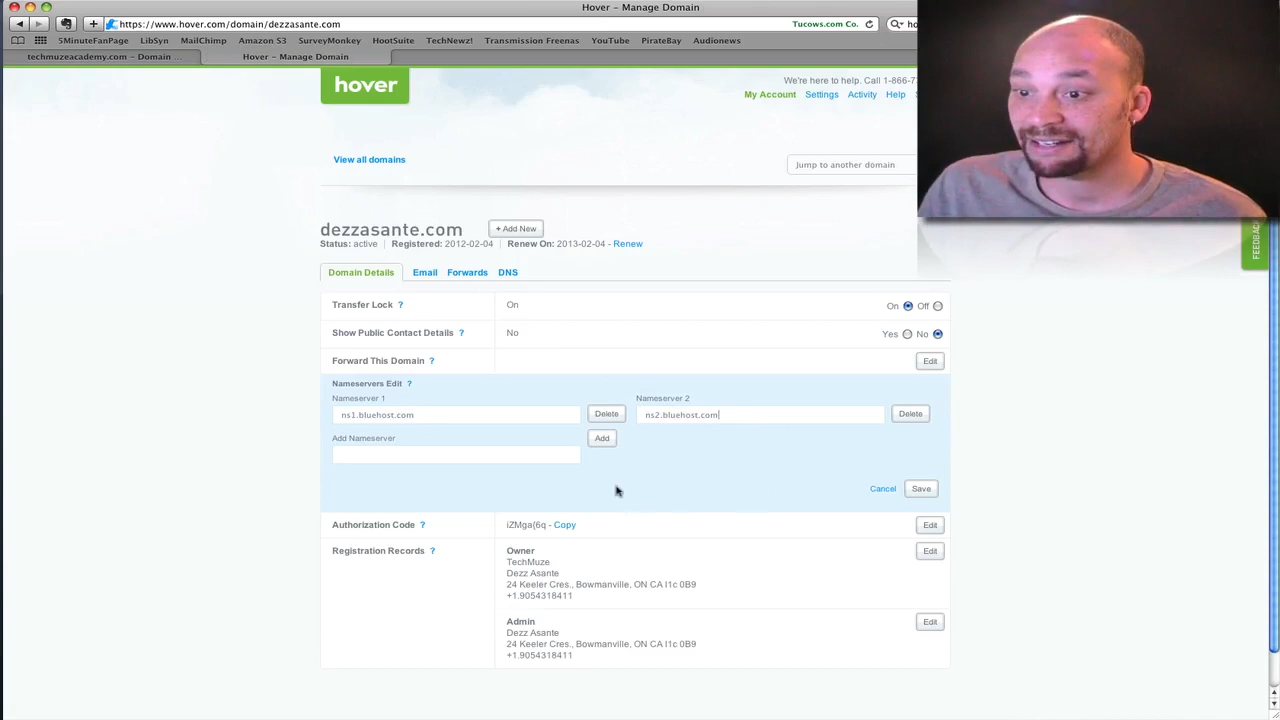 Hover - Manage Domain
https://www.hover.com/domain/dezzasante.com
Tucows.com Co.
5MinuteFanPage LibSyn MailChimp Amazon S3 SurveyMonkey HootSuite TechNewz! Transmission Freenas YouTube PirateBay Audionews
techmuzeacademy.com – Domain ... Hover – Manage Domain
hover
We're here to help. Call 1-866-7
My Account Settings Activity Help
View all domains
Jump to another domain
dezzasante.com + Add New
Status: active Registered: 2012-02-04 Renew On: 2013-02-04 - Renew
FEEDBAC
Domain Details Email Forwards DNS
Transfer Lock ? On On Off
Show Public Contact Details ? No Yes No
Forward This Domain ? Edit
Nameservers Edit ?
Nameserver 1 Nameserver 2
ns1.bluehost.com Delete ns2.bluehost.com Delete
Add Nameserver Add
Cancel Save
Authorization Code ? iZMga(6q - Copy Edit
Registration Records ? Owner Edit
TechMuze
Dezz Asante
24 Keeler Cres., Bowmanville, ON CA l1c 0B9
+1.9054318411
Admin Edit
Dezz Asante
24 Keeler Cres., Bowmanville, ON CA l1c 0B9
+1.9054318411